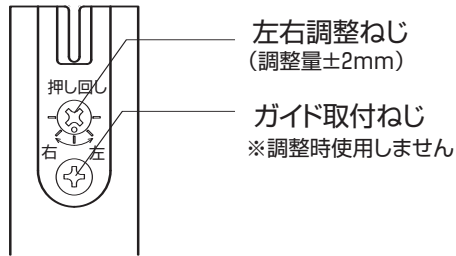 左右調整ねじ
（調整量±2mm）
押し回し
右 左
ガイド取付ねじ
※調整時使用しません